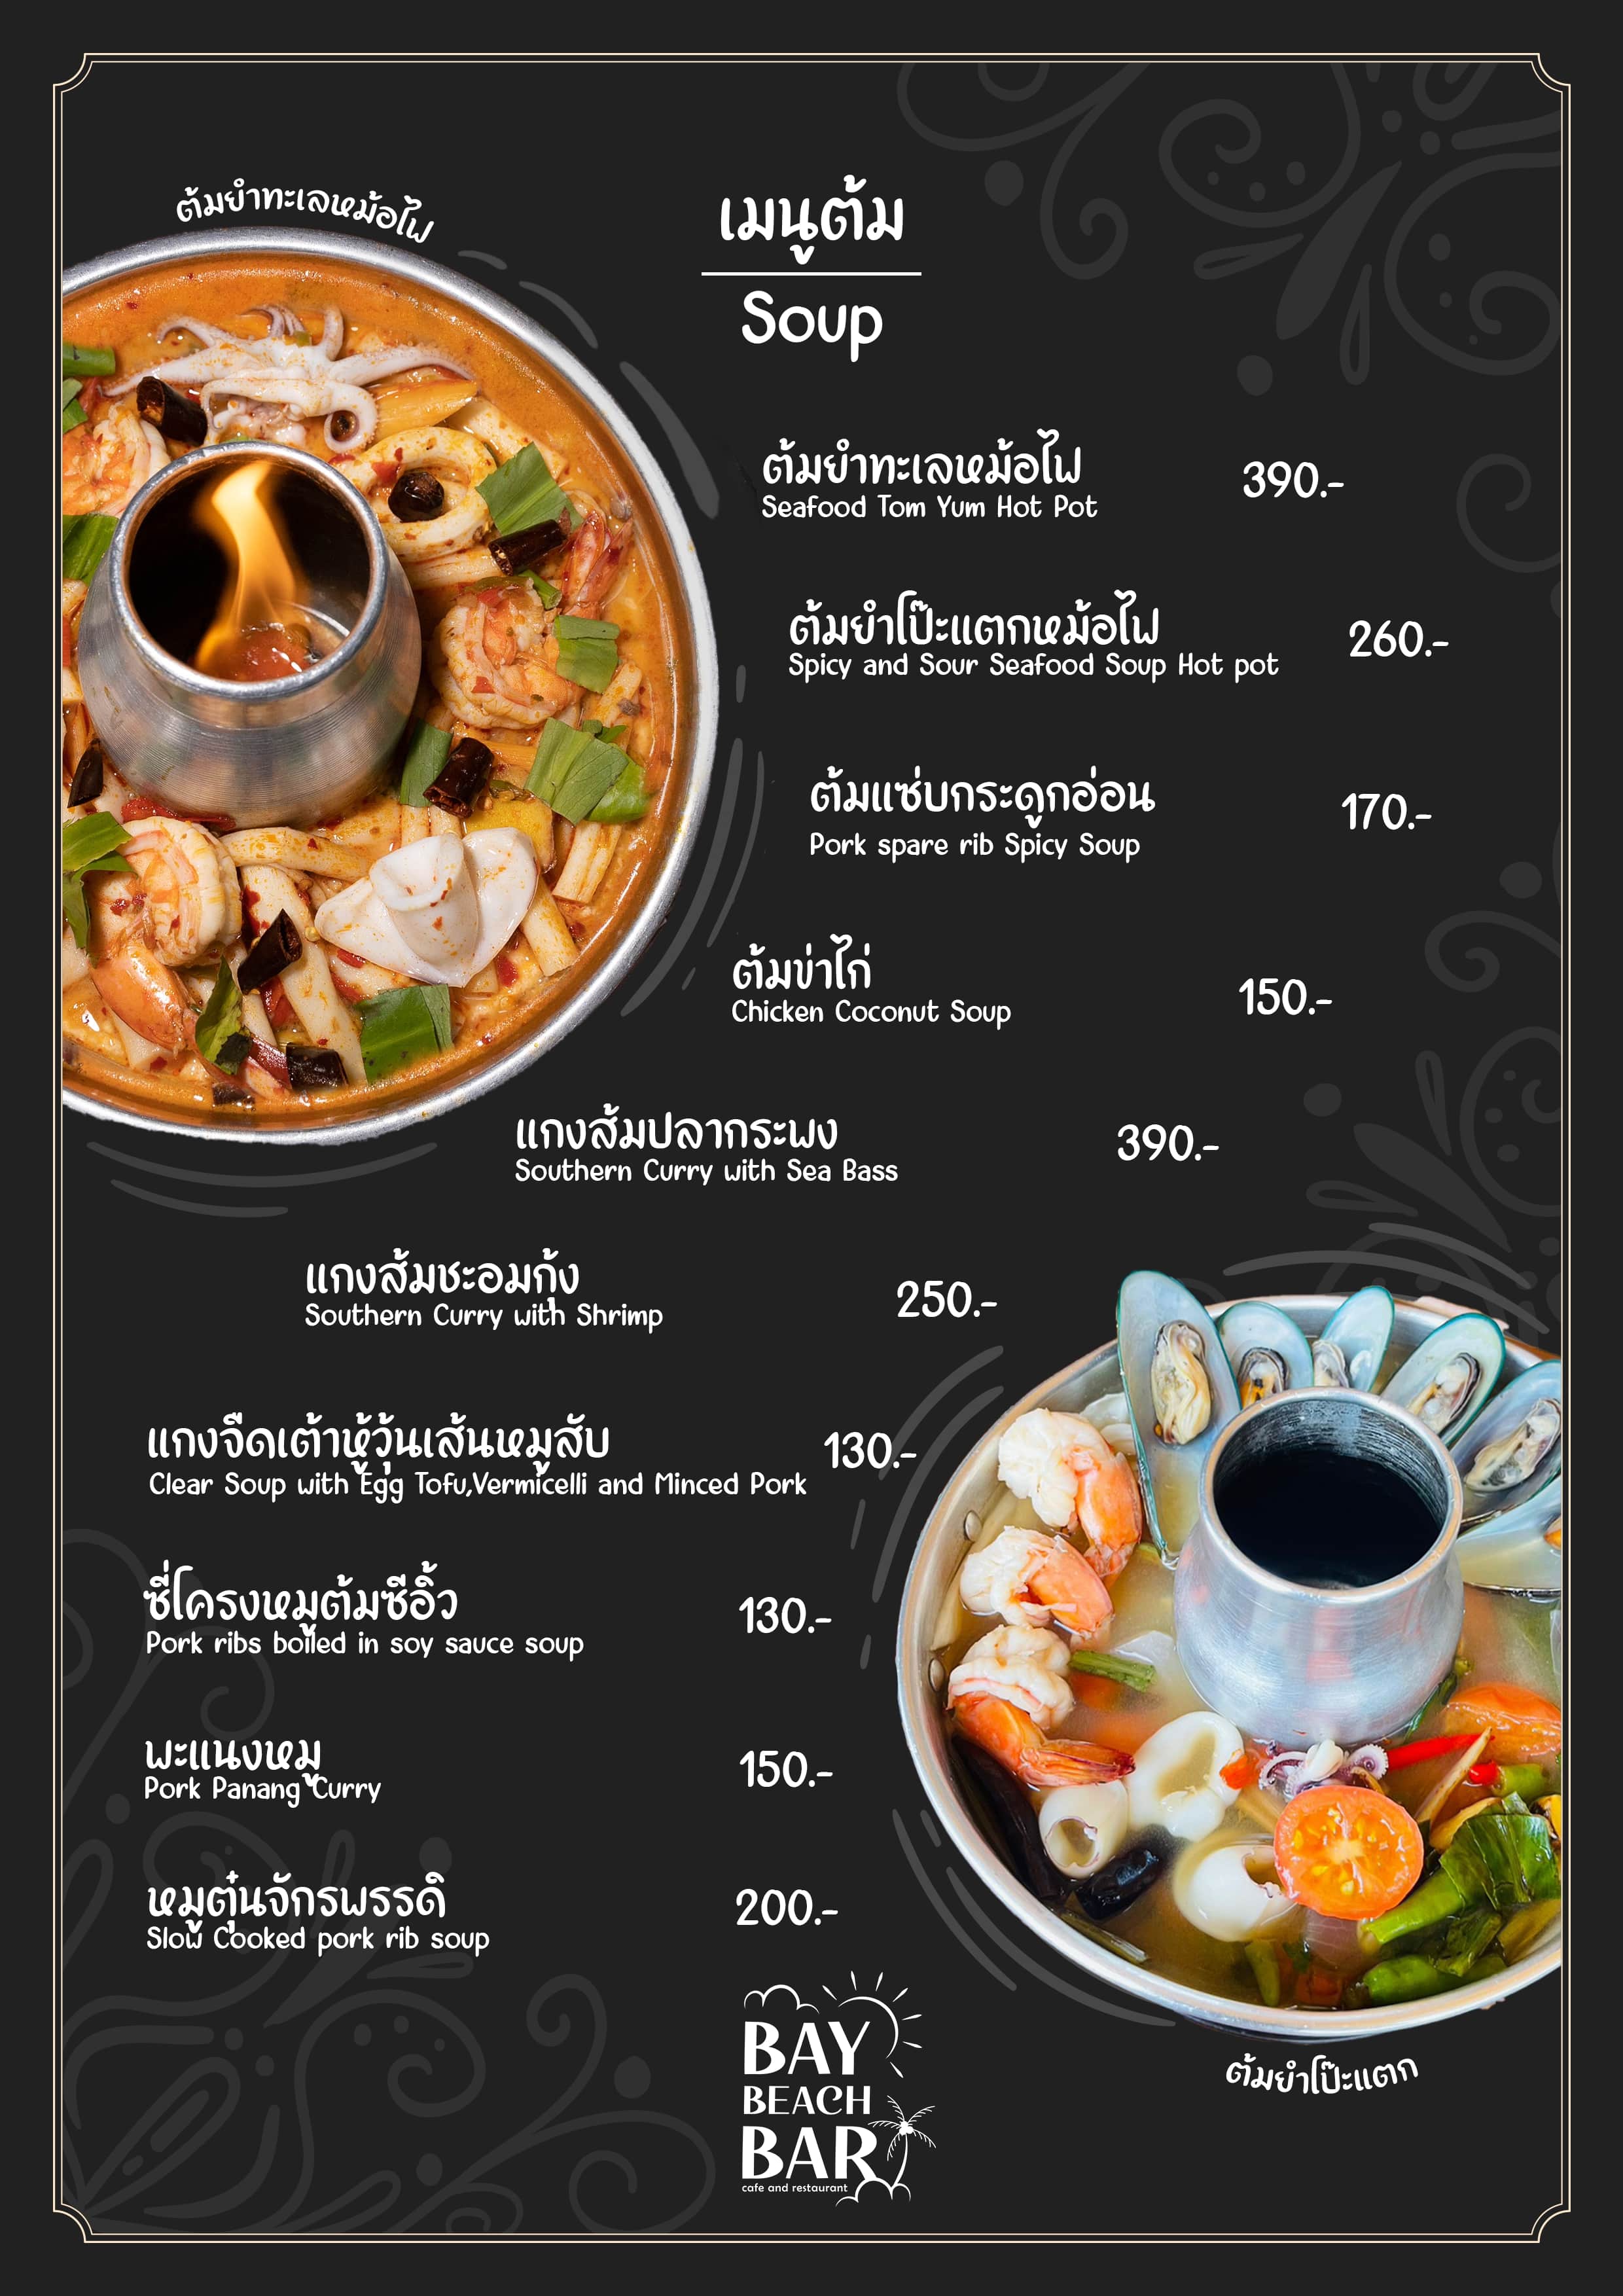 ต้มยำทะเลหม้อไฟ
เมนูต้ม
Soup
ต้มยำทะเลหม้อไฟ 390.-
Seafood Tom Yum Hot Pot
ต้มยำโป๊ะแตกหม้อไฟ 260.-
Spicy and Sour Seafood Soup Hot pot
ต้มแซ่บกระดูกอ่อน 170.-
Pork spare rib Spicy Soup
ต้มข่าไก่ 150.-
Chicken Coconut Soup
แกงส้มปลากระพง 390.-
Southern Curry with Sea Bass
แกงส้มชะอมกุ้ง 250.-
Southern Curry with Shrimp
แกงจืดเต้าหู้วุ้นเส้นหมูสับ 130.-
Clear Soup with Egg Tofu,Vermicelli and Minced Pork
ซี่โครงหมูต้มซีอิ้ว 130.-
Pork ribs boiled in soy sauce soup
พะแนงหมู 150.-
Pork Panang Curry
หมูตุ๋นจักรพรรดิ 200.-
Slow Cooked pork rib soup
BAY
BEACH
BAR
cafe and restaurant
ต้มยำโป๊ะแตก